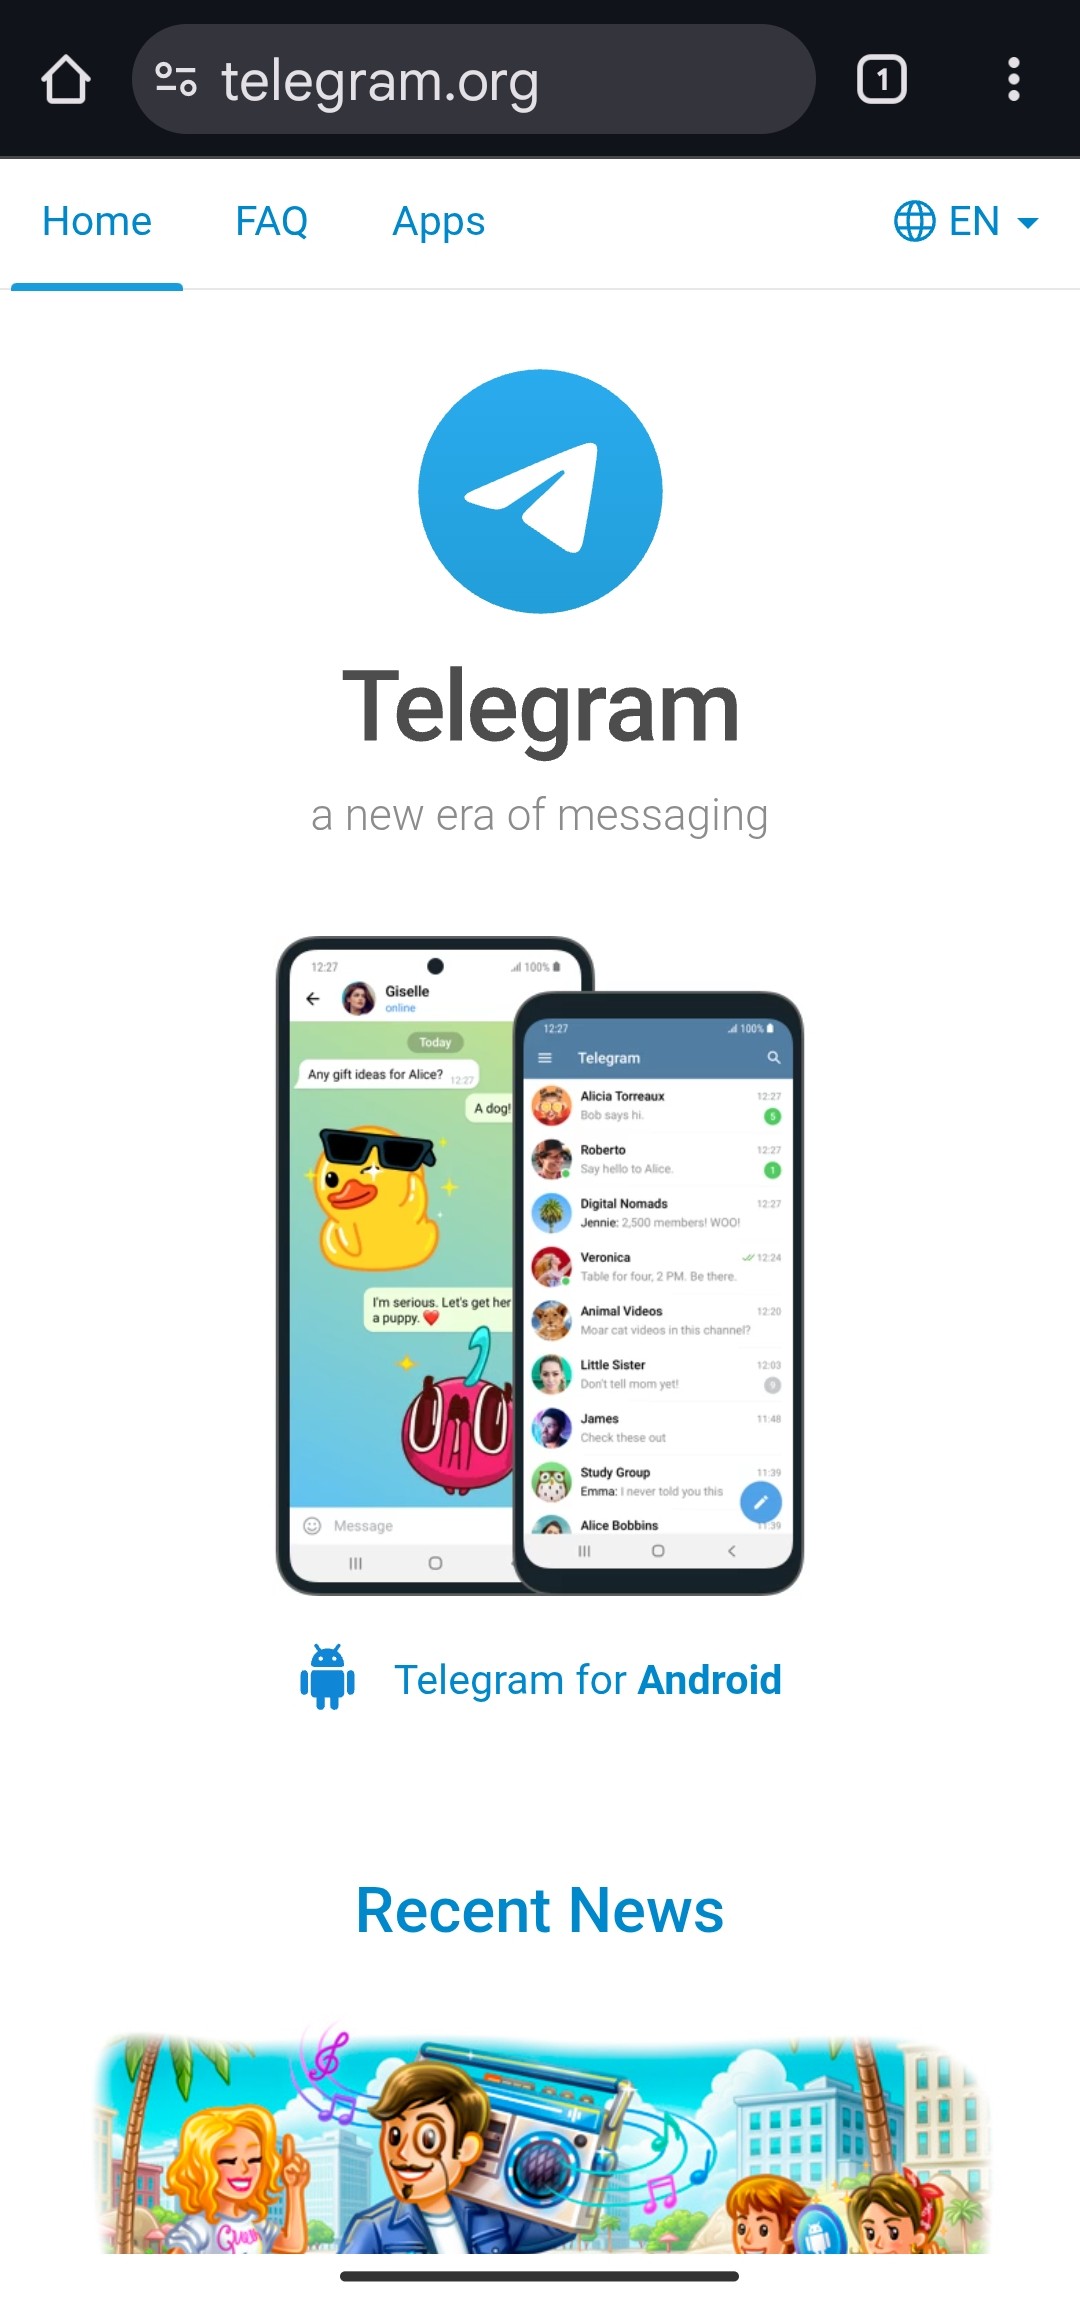 telegram.org
1
Home
FAQ
Apps
EN
Telegram
a new era of messaging
12:27
100%
Giselle
online
Today
Any gift ideas for Alice?
12:27
A dog!
I'm serious. Let's get her
a puppy. ❤️
Message
12:27
100%
Telegram
Alicia Torreaux
12:27
Bob says hi.
5
Roberto
12:27
Say hello to Alice.
1
Digital Nomads
12:27
Jennie: 2,500 members! WOO!
Veronica
12:24
Table for four, 2 PM. Be there.
Animal Videos
12:20
Moar cat videos in this channel?
Little Sister
12:03
Don't tell mom yet!
9
James
11:48
Check these out
Study Group
11:39
Emma: I never told you this
Alice Bobbins
11:39
Telegram for Android
Recent News